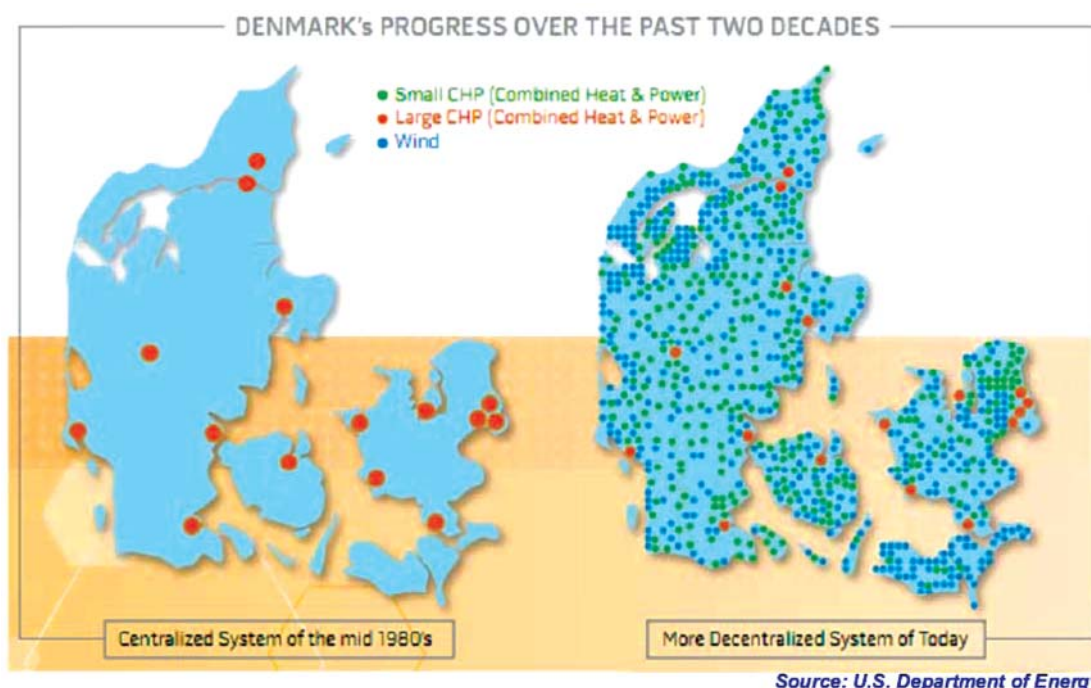 DENMARK's PROGRESS OVER THE PAST TWO DECADES
Small CHP (Combined Heat & Power)
Large CHP (Combined Heat & Power)
Wind
Centralized System of the mid 1980's
More Decentralized System of Today
Source: U.S. Department of Energ